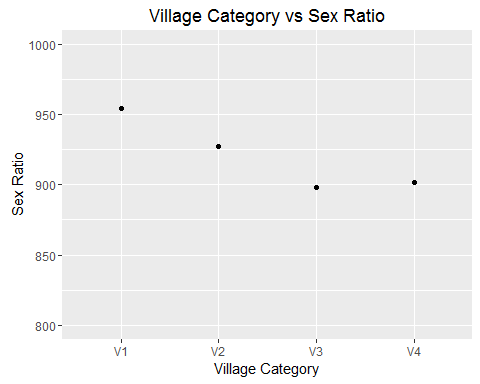 Village Category vs Sex Ratio
1000
950
900
850
800
Sex Ratio
V1 V2 V3 V4
Village Category